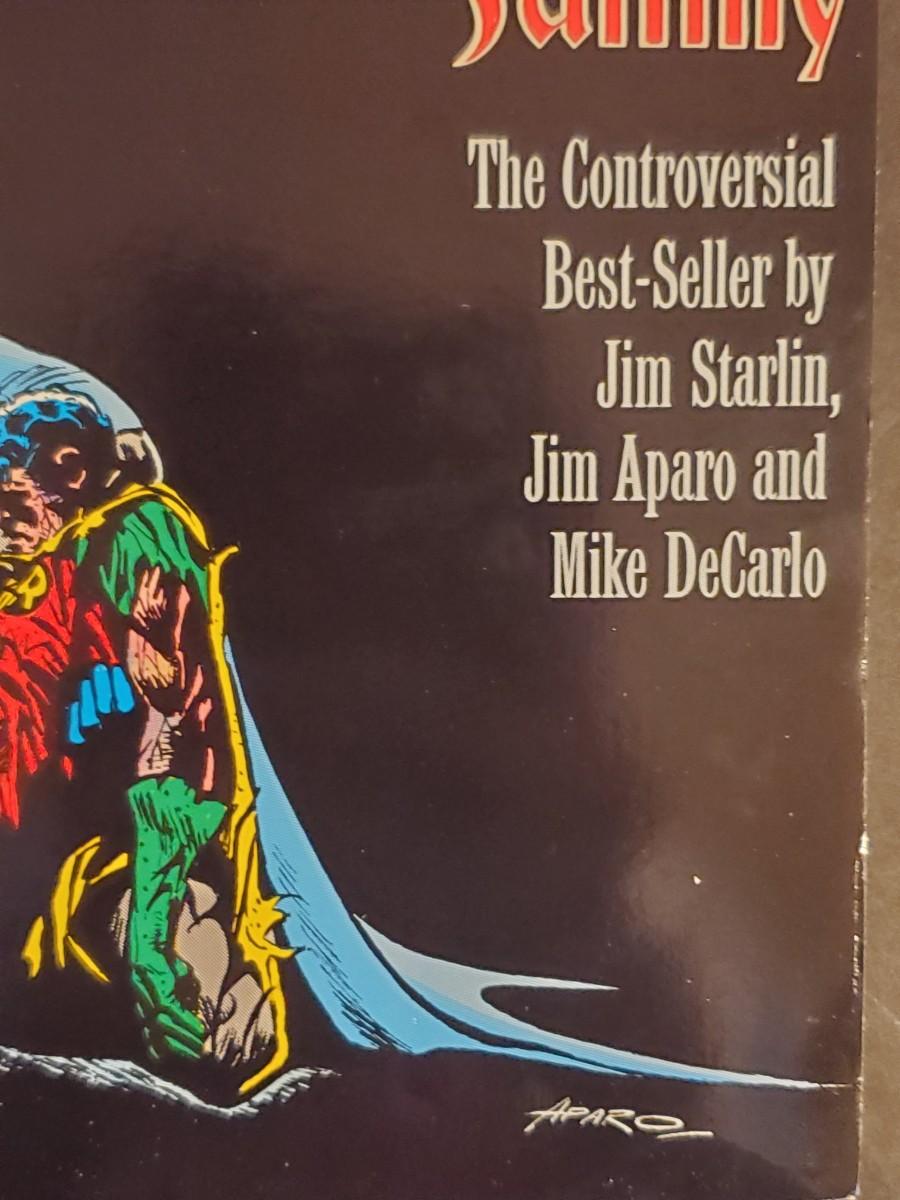 The Controversial
Best-Seller by
Jim Starlin,
Jim Aparo and
Mike DeCarlo
R
APARO